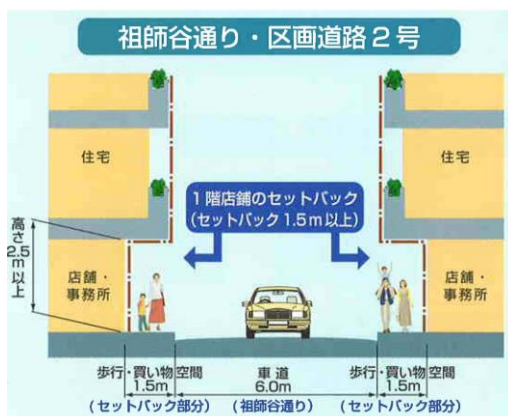 祖師谷通り・区画道路2号
住宅
住宅
1階店舗のセットバック
(セットバック1.5m以上)
高さ2.5m以上
店舗・
事務所
店舗・
事務所
歩行・買い物空間
1.5m
(セットバック部分)
車道
6.0m
(祖師谷通り)
歩行・買い物空間
1.5m
(セットバック部分)